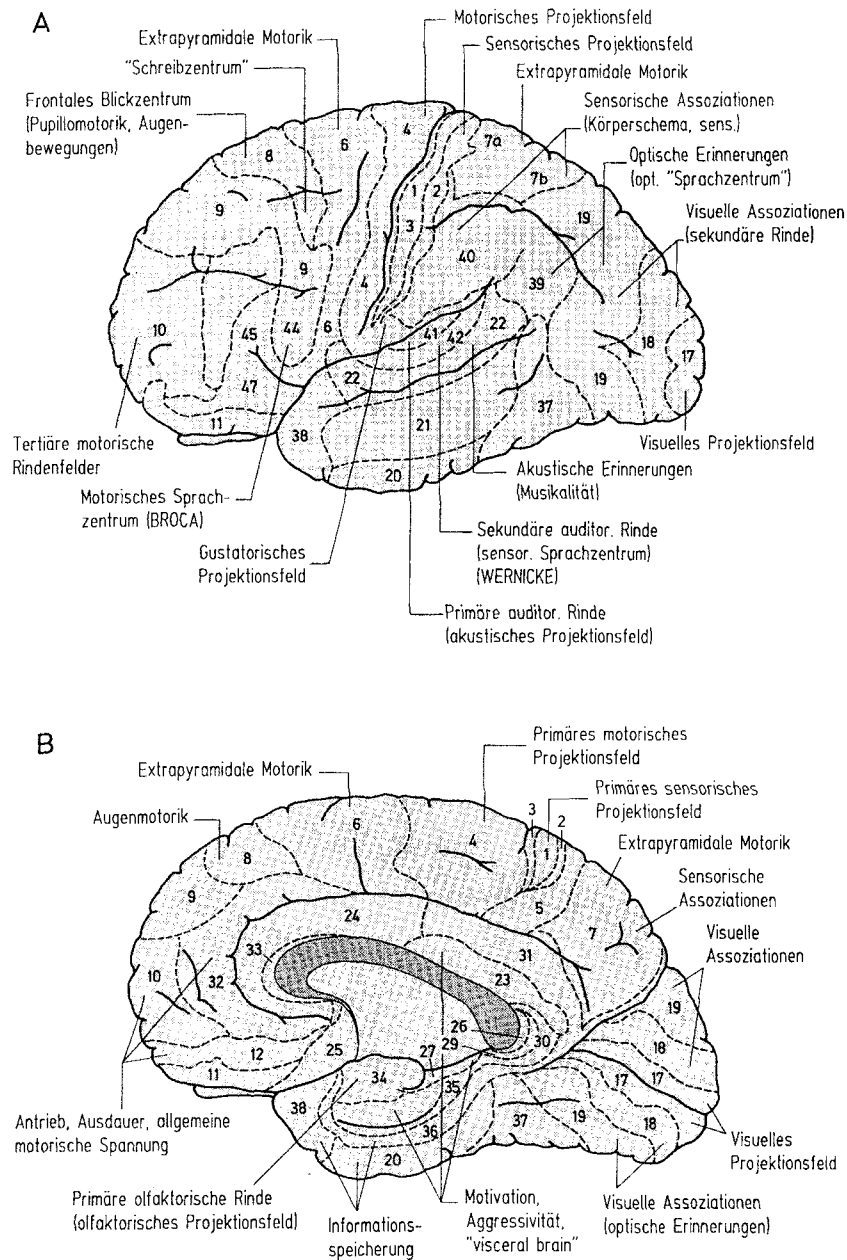 A
Motorisches Projektionsfeld
Extrapyramidale Motorik
Sensorisches Projektionsfeld
"Schreibzentrum"
Extrapyramidale Motorik
Frontales Blickzentrum
(Pupillomotorik, Augen-
bewegungen)
Sensorische Assoziationen
(Körperschema, sens.)
Optische Erinnerungen
(opt. "Sprachzentrum")
Visuelle Assoziationen
(sekundäre Rinde)
8 6 4 7a
9 1 2 7b 19
3
9 40
4 39
10 45 44 6 41 42 22 18 17
47 22 19
11 38 21 37
20
Tertiäre motorische
Rindenfelder
Visuelles Projektionsfeld
Motorisches Sprach-
zentrum (BROCA)
Akustische Erinnerungen
(Musikalität)
Gustatorisches
Projektionsfeld
Sekundäre auditor. Rinde
(sensor. Sprachzentrum)
(WERNICKE)
Primäre auditor. Rinde
(akustisches Projektionsfeld)
B
Primäres motorisches
Projektionsfeld
Extrapyramidale Motorik
Primäres sensorisches
Projektionsfeld
Augenmotorik
Extrapyramidale Motorik
Sensorische
Assoziationen
Visuelle
Assoziationen
3 2
6 4 1
8
9 24 5 7
33 31
10 32 23 19
26
12 25 29 30 18
27
11 34 35 17 17
38 36 37 19 18
20
Antrieb, Ausdauer, allgemeine
motorische Spannung
Visuelles
Projektionsfeld
Primäre olfaktorische Rinde
(olfaktorisches Projektionsfeld)
Informations-
speicherung
Motivation,
Aggressivität,
"visceral brain"
Visuelle Assoziationen
(optische Erinnerungen)